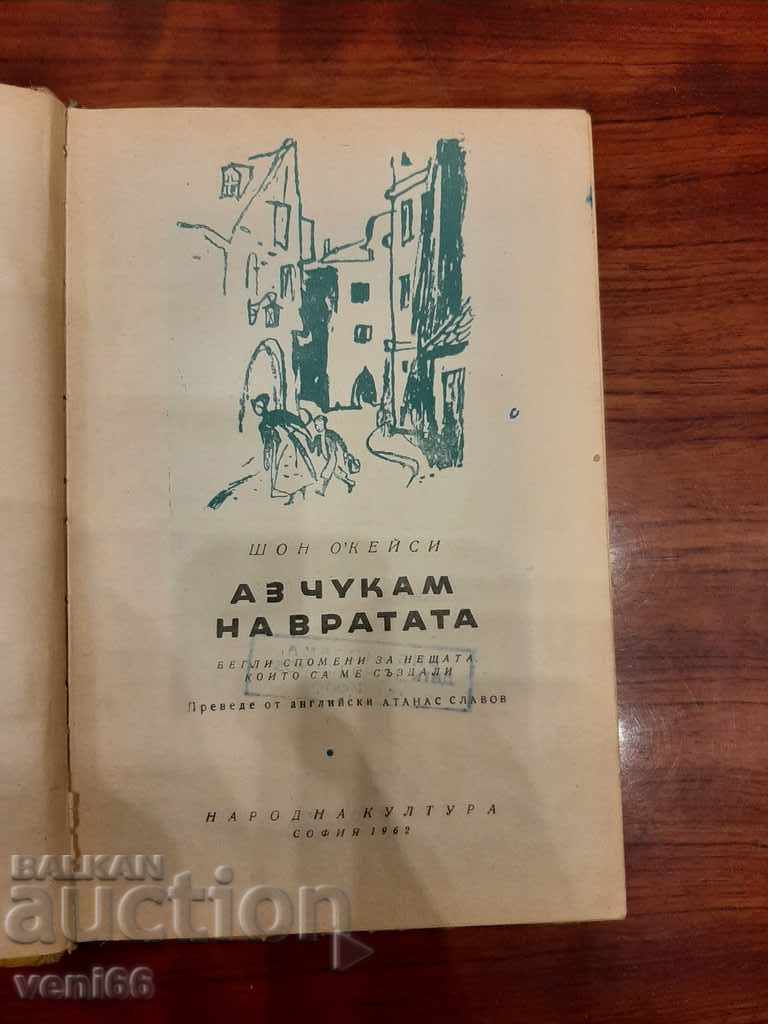 ШОН О'КЕЙСИ
АЗ ЧУКАМ
НА ВРАТАТА
БЕГЛИ СПОМЕНИ ЗА НЕЩАТА,
КОИТО СА МЕ СЪЗДАЛИ
Преведе от английски АТАНАС СЛАВОВ
НАРОДНА КУЛТУРА
СОФИЯ 1962
BALKAN
auction
veni66